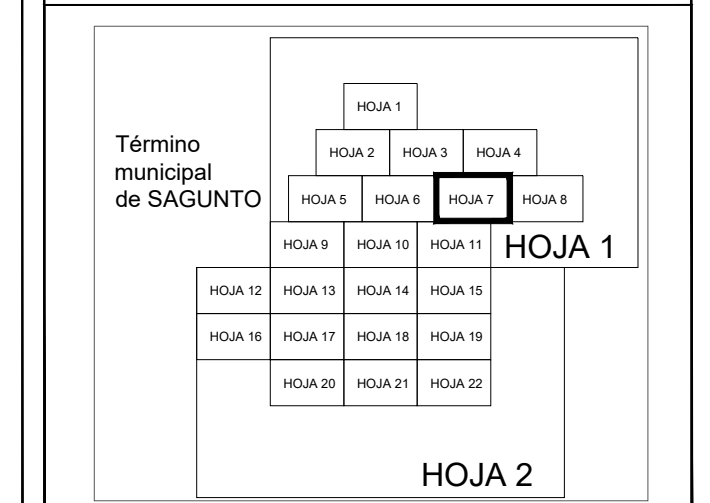 HOJA 1
Término
municipal
de SAGUNTO
HOJA 2 HOJA 3 HOJA 4
HOJA 5 HOJA 6 HOJA 7 HOJA 8
HOJA 9 HOJA 10 HOJA 11 HOJA 1
HOJA 12 HOJA 13 HOJA 14 HOJA 15
HOJA 16 HOJA 17 HOJA 18 HOJA 19
HOJA 20 HOJA 21 HOJA 22
HOJA 2